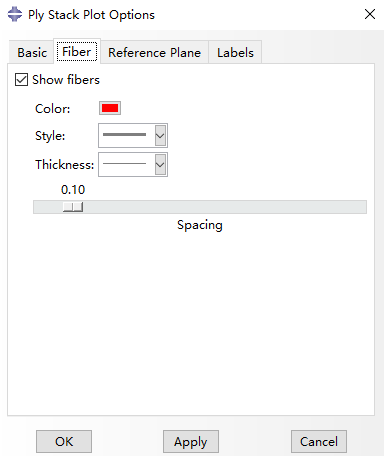 Ply Stack Plot Options
Basic Fiber Reference Plane Labels
Show fibers
Color:
Style:
Thickness:
0.10
Spacing
OK Apply Cancel